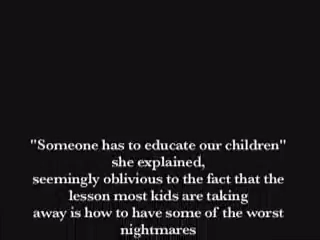 "Someone has to educate our children"
she explained,
seemingly oblivious to the fact that the
lesson most kids are taking
away is how to have some of the worst
nightmares